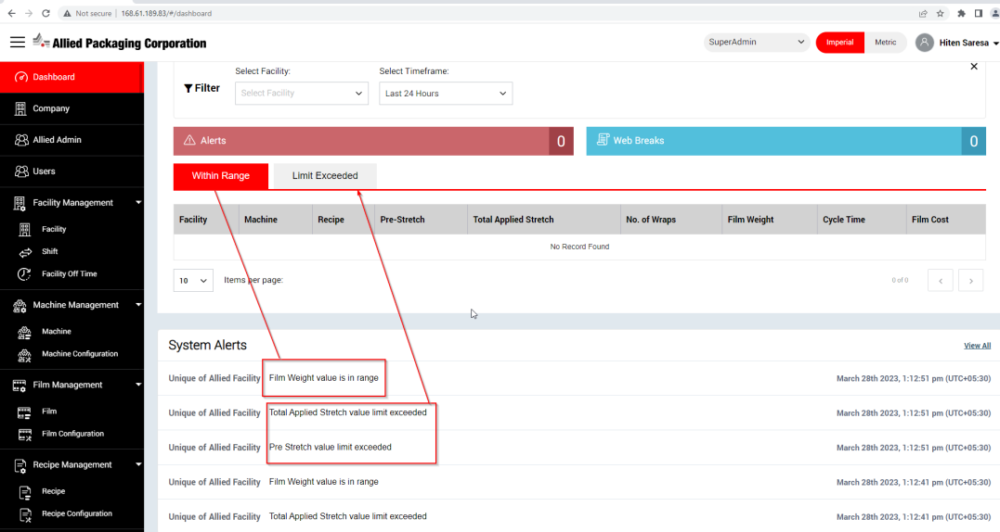 Not secure | 168.61.189.83/#/dashboard
Allied Packaging Corporation
SuperAdmin
Imperial
Metric
Hiten Saresa
Dashboard
Company
Allied Admin
Users
Facility Management
Facility
Shift
Facility Off Time
Machine Management
Machine
Machine Configuration
Film Management
Film
Film Configuration
Recipe Management
Recipe
Recipe Configuration
Filter
Select Facility:
Select Facility
Select Timeframe:
Last 24 Hours
Alerts 0
Web Breaks 0
Within Range
Limit Exceeded
Facility Machine Recipe Pre-Stretch Total Applied Stretch No. of Wraps Film Weight Cycle Time Film Cost
No Record Found
10 Items per page: 0 of 0
System Alerts
View All
Unique of Allied Facility Film Weight value is in range March 28th 2023, 1:12:51 pm (UTC+05:30)
Unique of Allied Facility Total Applied Stretch value limit exceeded March 28th 2023, 1:12:51 pm (UTC+05:30)
Unique of Allied Facility Pre Stretch value limit exceeded March 28th 2023, 1:12:51 pm (UTC+05:30)
Unique of Allied Facility Film Weight value is in range March 28th 2023, 1:12:41 pm (UTC+05:30)
Unique of Allied Facility Total Applied Stretch value limit exceeded March 28th 2023, 1:12:41 pm (UTC+05:30)